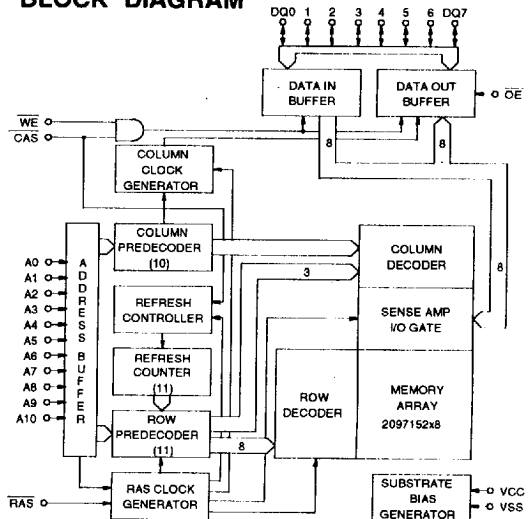 BLOCK DIAGRAM
DQ0 1 2 3 4 5 6 DQ7
DATA IN
BUFFER
DATA OUT
BUFFER
OE
WE
CAS
8
8
COLUMN
CLOCK
GENERATOR
COLUMN
PREDECODER
(10)
COLUMN
DECODER
8
3
A0
A1
A2
A3
A4
A5
A6
A7
A8
A9
A10
ADDRESS BUFFER
REFRESH
CONTROLLER
SENSE AMP
I/O GATE
REFRESH
COUNTER
(11)
ROW
DECODER
MEMORY
ARRAY
2097152x8
ROW
PREDECODER
(11)
8
RAS
RAS CLOCK
GENERATOR
SUBSTRATE
BIAS
GENERATOR
VCC
VSS